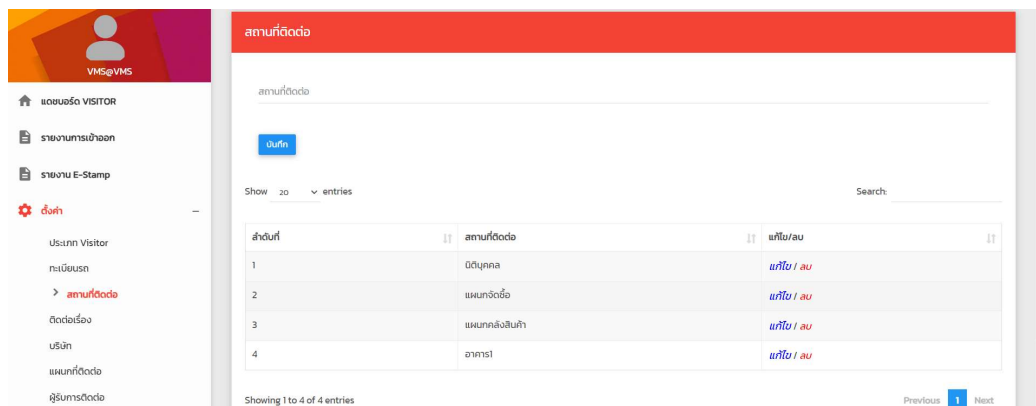 VMS@VMS
แดชบอร์ด VISITOR
รายงานการเข้าออก
รายงาน E-Stamp
ตั้งค่า
ประเภท Visitor
ทะเบียนรถ
สถานที่ติดต่อ
ติดต่อเรื่อง
บริษัท
แผนกที่ติดต่อ
ผู้รับการติดต่อ
สถานที่ติดต่อ
สถานที่ติดต่อ
บันทึก
Show 20 entries Search:
ลำดับที่ สถานที่ติดต่อ แก้ไข/ลบ
1 นิติบุคคล แก้ไข / ลบ
2 แผนกจัดซื้อ แก้ไข / ลบ
3 แผนกคลังสินค้า แก้ไข / ลบ
4 อาคาร1 แก้ไข / ลบ
Showing 1 to 4 of 4 entries Previous 1 Next